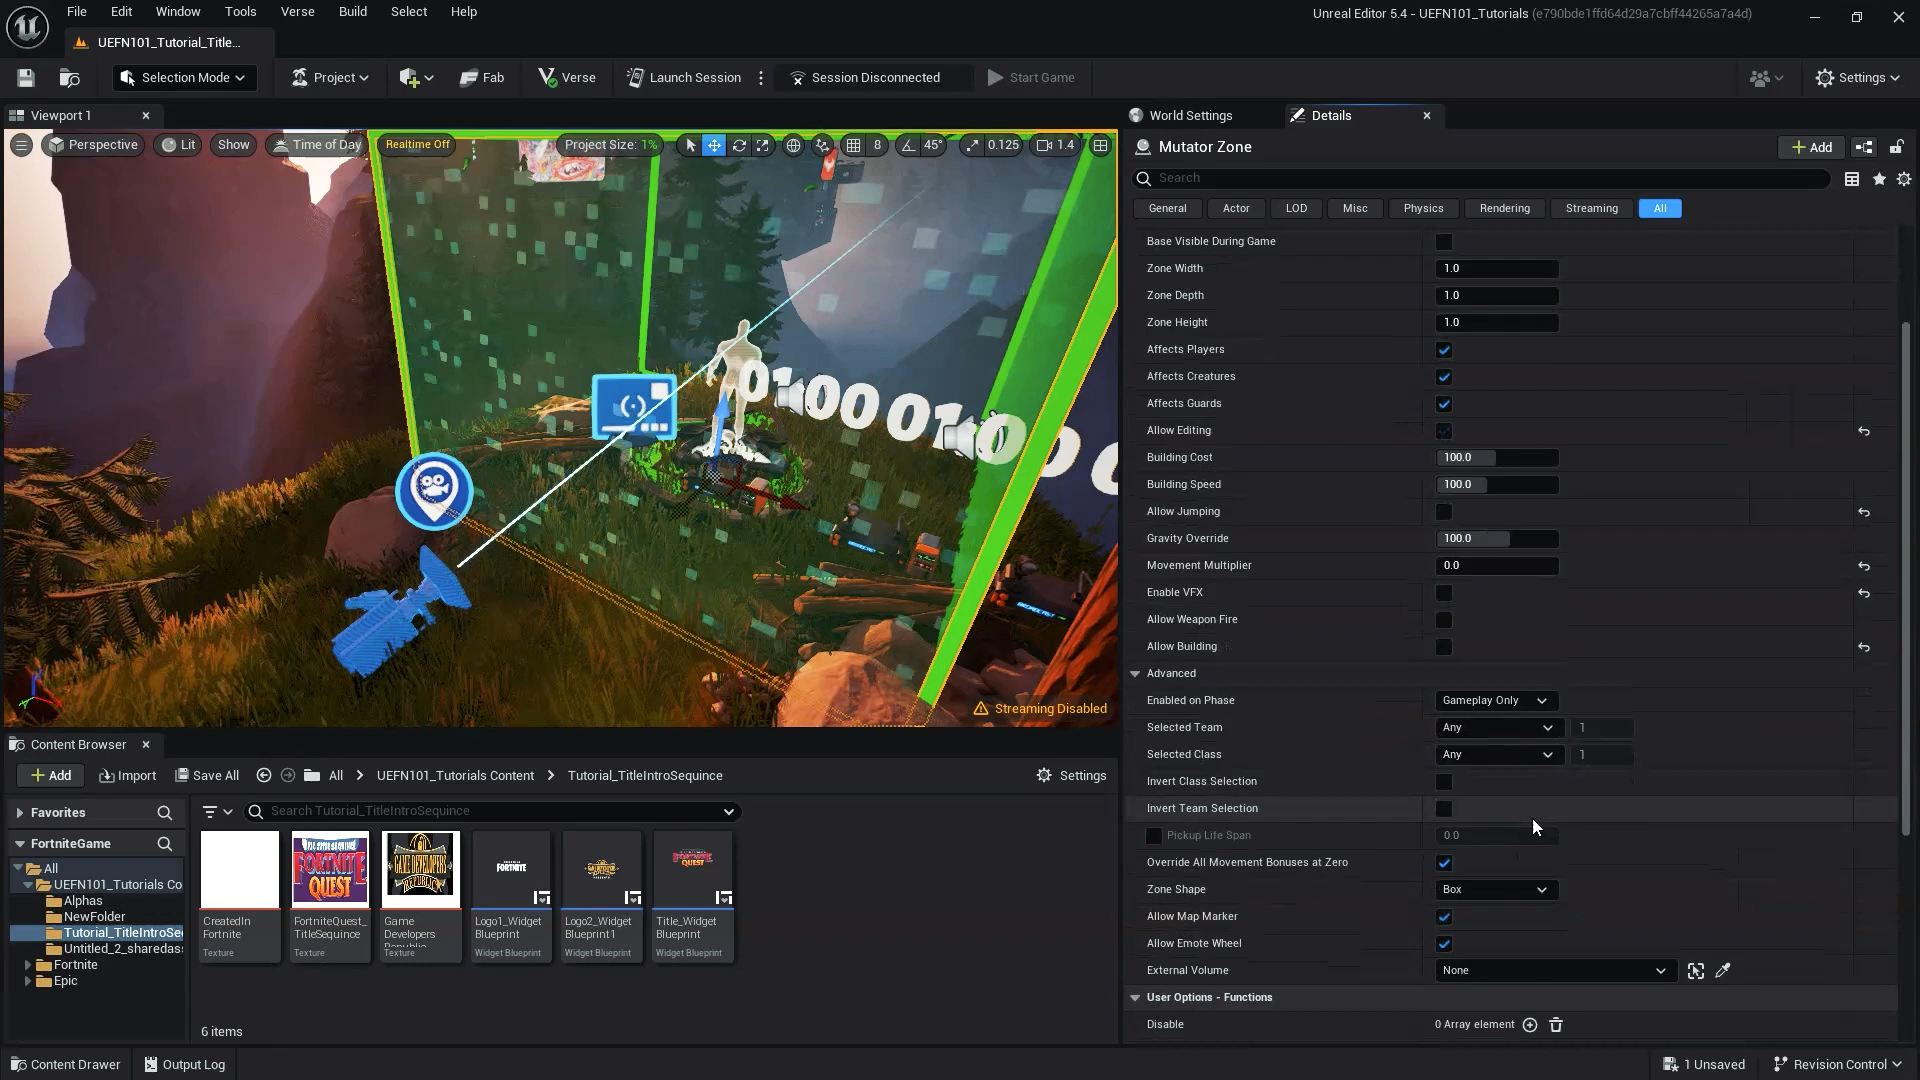 File Edit Window Tools Verse Build Select Help
Unreal Editor 5.4 - UEFN101_Tutorials (e790bde1ffd64d29a7cbff44265a7a4d)
UEFN101_Tutorial_Title...
Selection Mode Project Fab Verse Launch Session Session Disconnected Start Game Settings
Viewport 1
Perspective Lit Show Time of Day Realtime Off Project Size: 1% 8 45° 0.125 1.4
Streaming Disabled
World Settings Details
Mutator Zone
Add
Search
General Actor LOD Misc Physics Rendering Streaming All
Base Visible During Game
Zone Width 1.0
Zone Depth 1.0
Zone Height 1.0
Affects Players
Affects Creatures
Affects Guards
Allow Editing
Building Cost 100.0
Building Speed 100.0
Allow Jumping
Gravity Override 100.0
Movement Multiplier 0.0
Enable VFX
Allow Weapon Fire
Allow Building
Advanced
Enabled on Phase Gameplay Only
Selected Team Any 1
Selected Class Any 1
Invert Class Selection
Invert Team Selection
Pickup Life Span 0.0
Override All Movement Bonuses at Zero
Zone Shape Box
Allow Map Marker
Allow Emote Wheel
External Volume None
User Options - Functions
Disable 0 Array element
Content Browser
Add Import Save All All UEFN101_Tutorials Content Tutorial_TitleIntroSequince Settings
Favorites
Search Tutorial_TitleIntroSequince
FortniteGame
All
UEFN101_Tutorials Co
Alphas
NewFolder
Tutorial_TitleIntroSe
Untitled_2_sharedas
Fortnite
Epic
FORTNITE QUEST
GAME DEVELOPERS REPUBLIC
FORTNITE
FORTNITE QUEST
CreatedIn
Fortnite
Texture
FortniteQuest_
TitleSequince
Texture
Game
Developers
Republic
Texture
Logo1_Widget
Blueprint
Widget Blueprint
Logo2_Widget
Blueprint1
Widget Blueprint
Title_Widget
Blueprint
Widget Blueprint
6 items
Content Drawer Output Log 1 Unsaved Revision Control